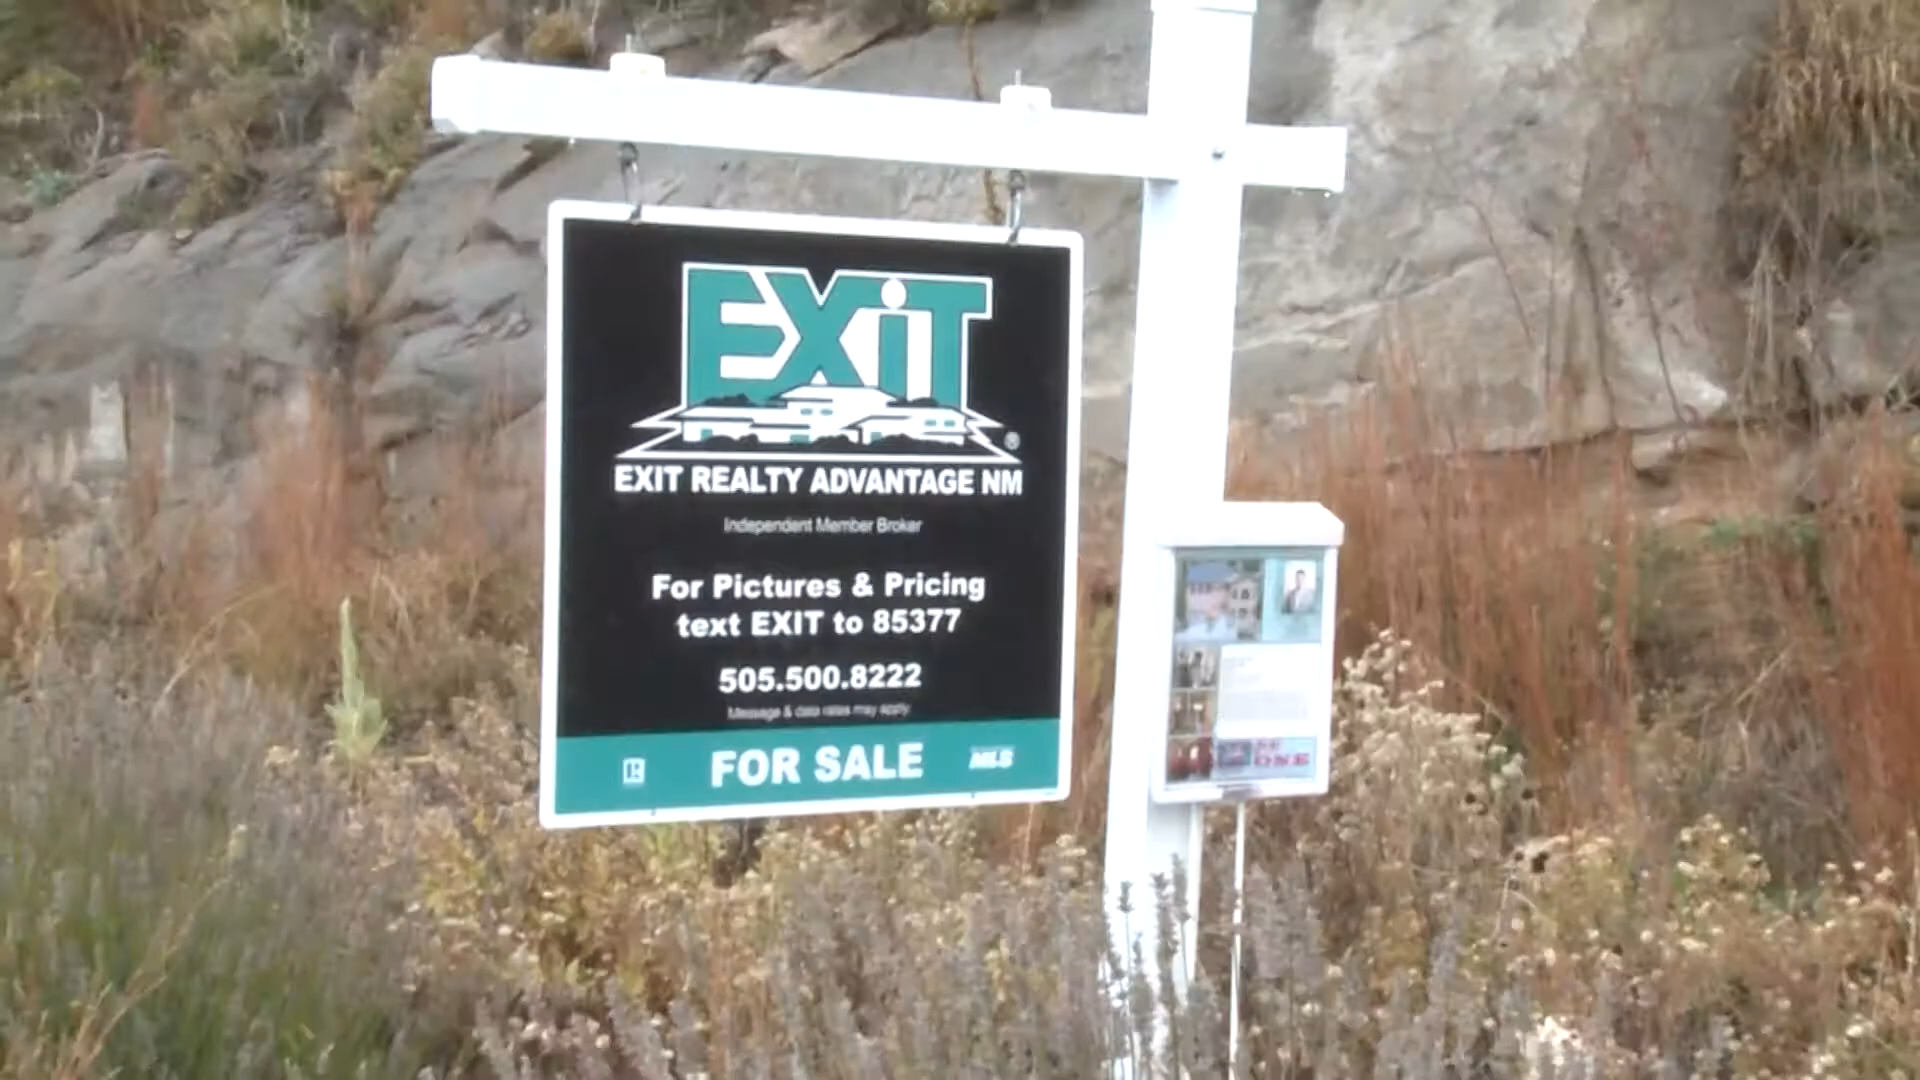 EXiT
®
EXIT REALTY ADVANTAGE NM
Independent Member Broker
For Pictures & Pricing
text EXIT to 85377
505.500.8222
Message & data rates may apply
R
FOR SALE
MLS
ONE